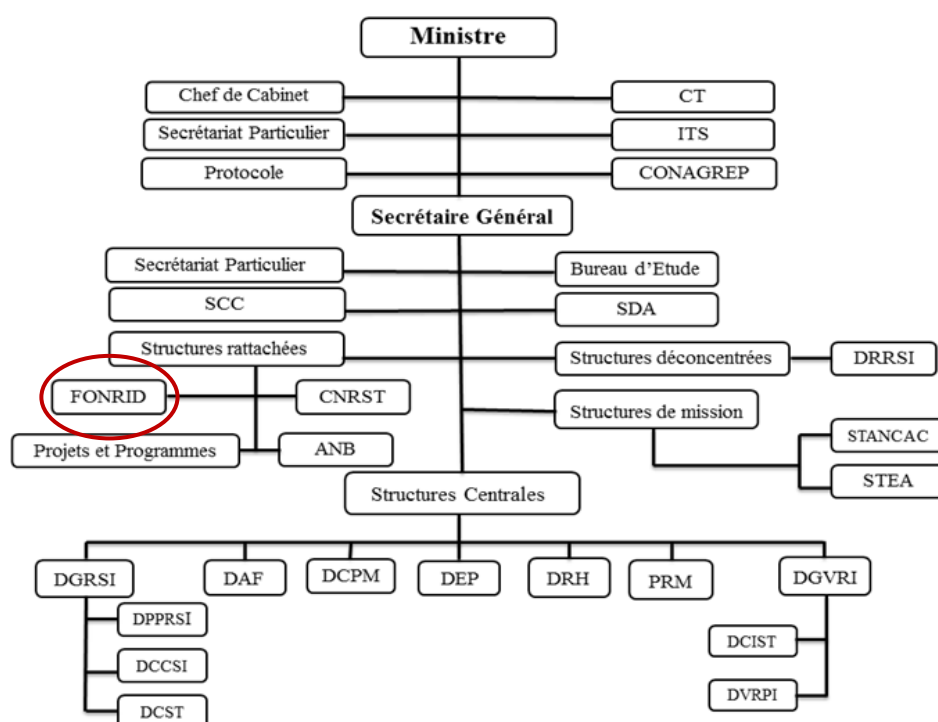 Ministre
Chef de Cabinet
CT
Secrétariat Particulier
ITS
Protocole
CONAGREP
Secrétaire Général
Secrétariat Particulier
Bureau d'Etude
SCC
SDA
Structures rattachées
Structures déconcentrées
DRRSI
FONRID
CNRST
Structures de mission
Projets et Programmes
ANB
STANCAC
STEA
Structures Centrales
DGRSI
DAF
DCPM
DEP
DRH
PRM
DGVRI
DPPRSI
DCIST
DCCSI
DVRPI
DCST